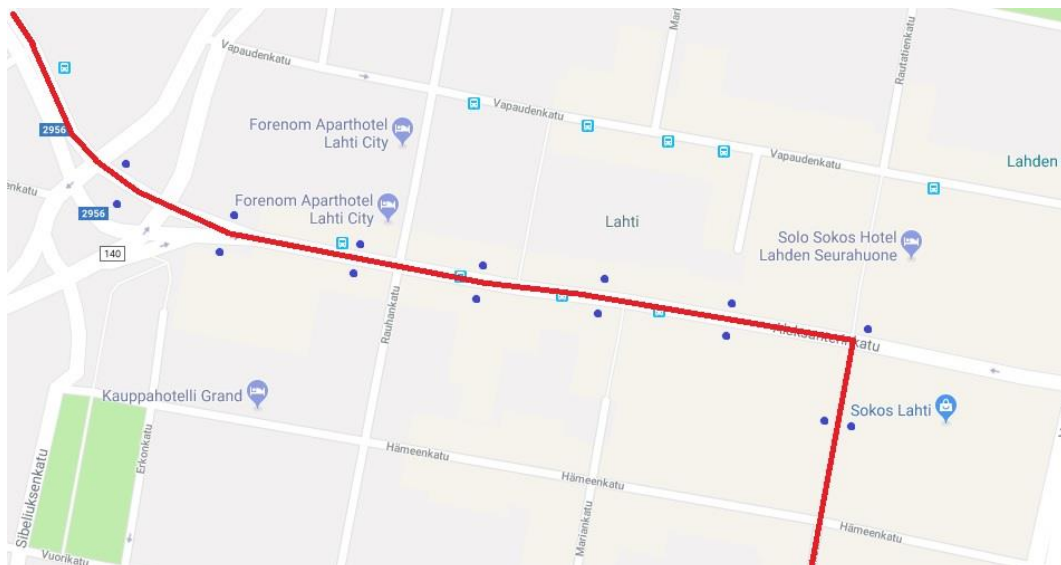 Vapaudenkatu
Mari
Rautatienkatu
Vapaudenkatu
Forenom Aparthotel
Lahti City
2956
Vapaudenkatu
Lahden
enkatu
Forenom Aparthotel
Lahti City
2956
Lahti
Solo Sokos Hotel
Lahden Seurahuone
140
Rauhankatu
Aleksanterinkatu
Kauppahotelli Grand
Sokos Lahti
Erkonkatu
Sibeliuksenkatu
Hämeenkatu
Hämeenkatu
Hämeenkatu
Mariankatu
Vuorikatu